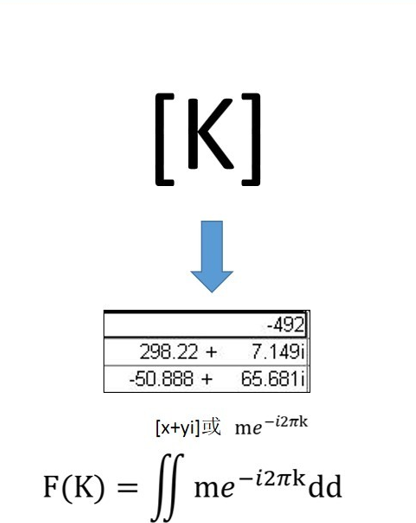 [K]
-492
298.22 + 7.149i
-50.888 + 65.681i
[x+yi]或 me^{-i2πk}
F(K) = ∬ me^{-i2πk}dd